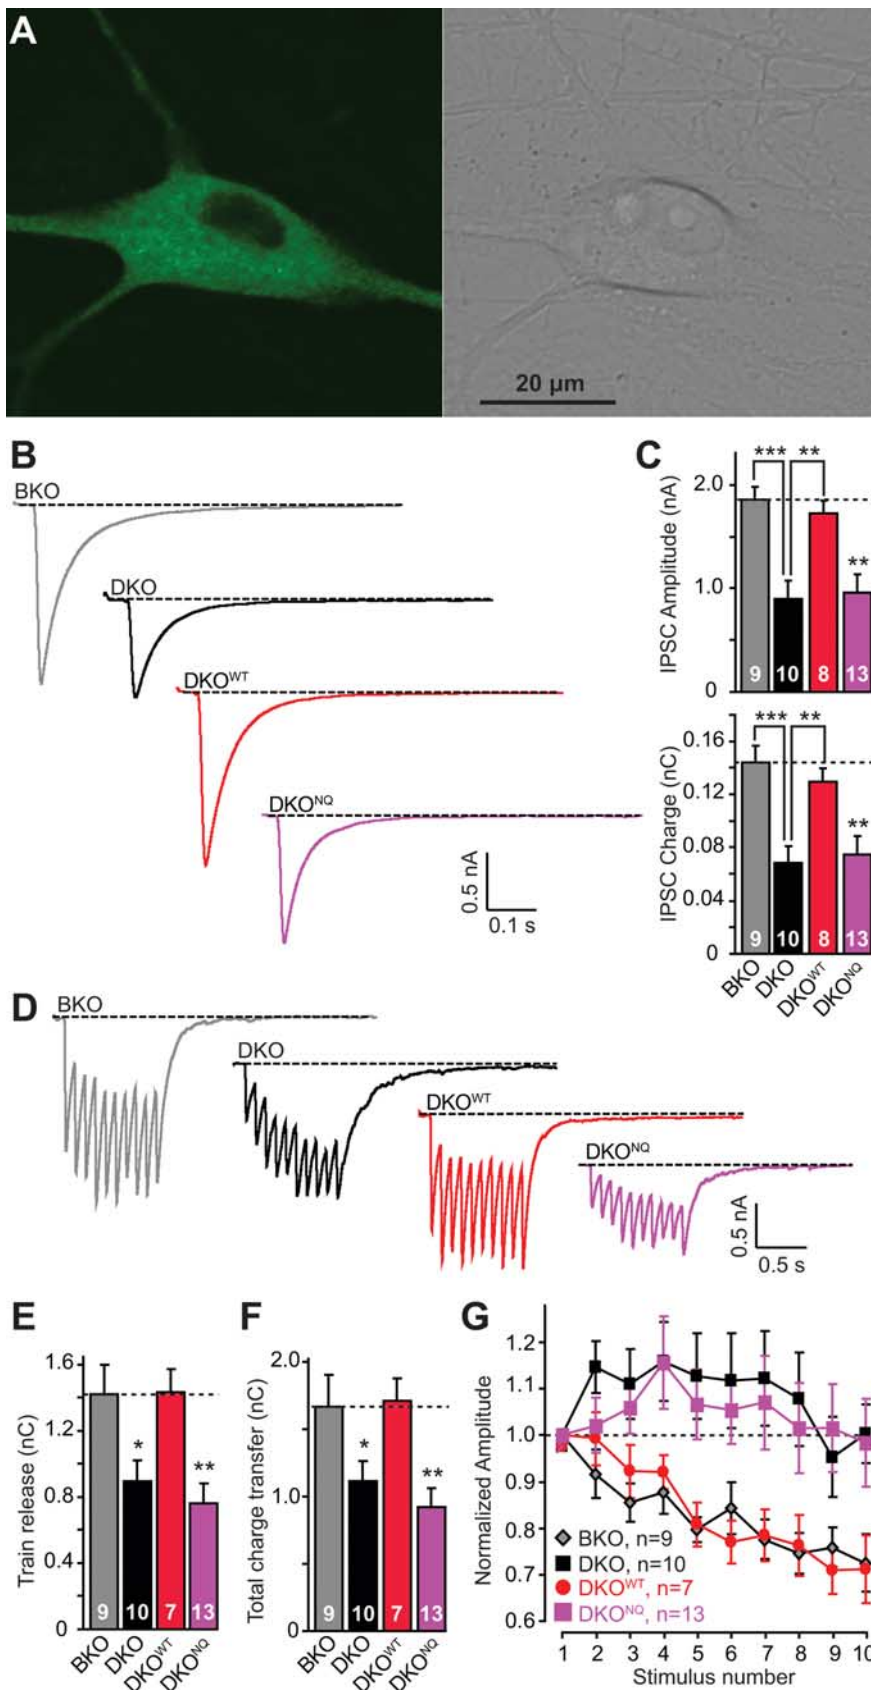 A
20 µm
B
BKO
DKO
DKO^WT
DKO^NQ
0.5 nA
0.1 s
C
IPSC Amplitude (nA)
2.0
1.0
0
*** **
**
9 10 8 13
IPSC Charge (nC)
0.16
0.12
0.08
0.04
0
*** **
**
9 10 8 13
BKO DKO DKO^WT DKO^NQ
D
BKO
DKO
DKO^WT
DKO^NQ
0.5 nA
0.5 s
E
Train release (nC)
1.6
1.2
0.8
0.4
0
*
**
9 10 7 13
BKO DKO DKO^WT DKO^NQ
F
Total charge transfer (nC)
2.0
1.0
0
*
**
9 10 7 13
BKO DKO DKO^WT DKO^NQ
G
Normalized Amplitude
1.2
1.1
1.0
0.9
0.8
0.7
0.6
BKO, n=9
DKO, n=10
DKO^WT, n=7
DKO^NQ, n=13
1 2 3 4 5 6 7 8 9 10
Stimulus number